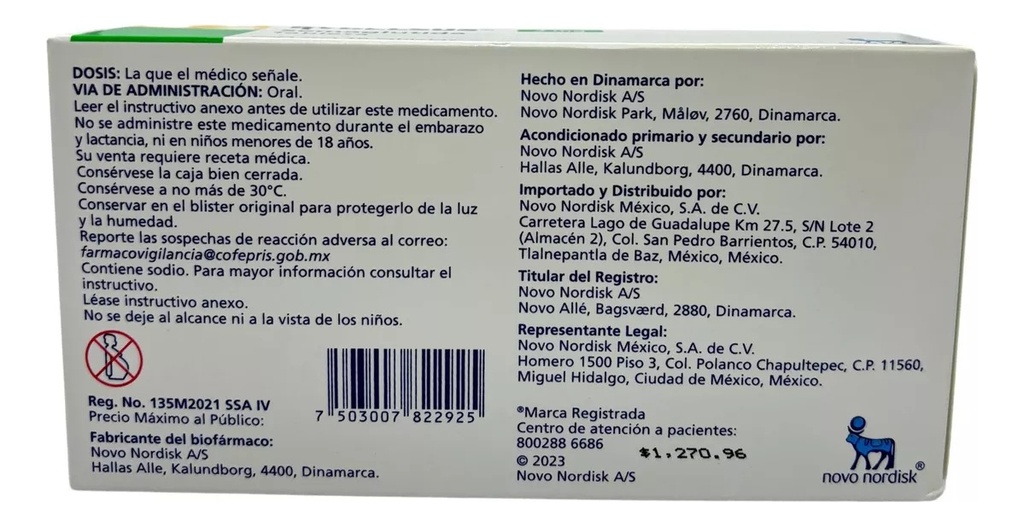 DOSIS: La que el médico señale.
VIA DE ADMINISTRACIÓN: Oral.
Leer el instructivo anexo antes de utilizar este medicamento.
No se administre este medicamento durante el embarazo
y lactancia, ni en niños menores de 18 años.
Su venta requiere receta médica.
Consérvese la caja bien cerrada.
Consérvese a no más de 30°C.
Conservar en el blister original para protegerlo de la luz
y la humedad.
Reporte las sospechas de reacción adversa al correo:
farmacovigilancia@cofepris.gob.mx
Contiene sodio. Para mayor información consultar el
instructivo.
Léase instructivo anexo.
No se deje al alcance ni a la vista de los niños.
Reg. No. 135M2021 SSA IV
Precio Máximo al Público:
Fabricante del biofármaco:
Novo Nordisk A/S
Hallas Alle, Kalundborg, 4400, Dinamarca.
7 503007 822925
Hecho en Dinamarca por:
Novo Nordisk A/S
Novo Nordisk Park, Måløv, 2760, Dinamarca.
Acondicionado primario y secundario por:
Novo Nordisk A/S
Hallas Alle, Kalundborg, 4400, Dinamarca.
Importado y Distribuido por:
Novo Nordisk México, S.A. de C.V.
Carretera Lago de Guadalupe Km 27.5, S/N Lote 2
(Almacén 2), Col. San Pedro Barrientos, C.P. 54010,
Tlalnepantla de Baz, México, México.
Titular del Registro:
Novo Nordisk A/S
Novo Allé, Bagsværd, 2880, Dinamarca.
Representante Legal:
Novo Nordisk México, S.A. de C.V.
Homero 1500 Piso 3, Col. Polanco Chapultepec, C.P. 11560,
Miguel Hidalgo, Ciudad de México, México.
®Marca Registrada
Centro de atención a pacientes:
800288 6686
$1,270.96
© 2023
Novo Nordisk A/S
novo nordisk®